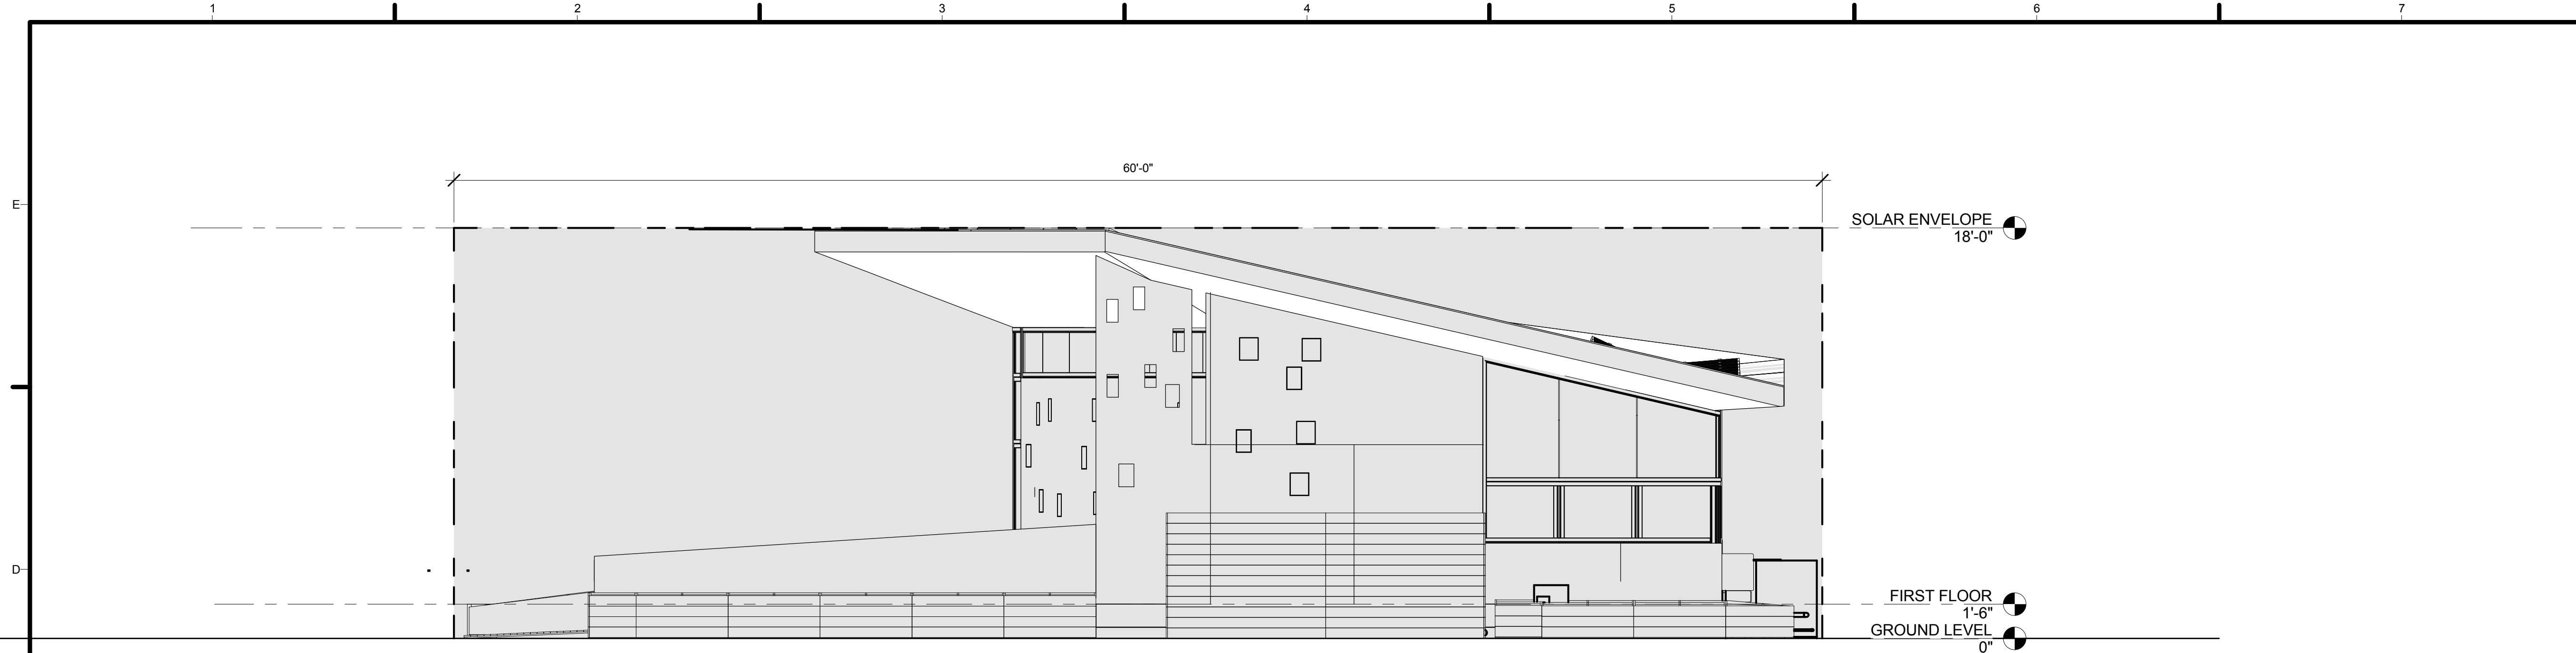 1 2 3 4 5 6 7
60'-0"
E
SOLAR ENVELOPE
18'-0"
D
FIRST FLOOR
1'-6"
GROUND LEVEL
0"